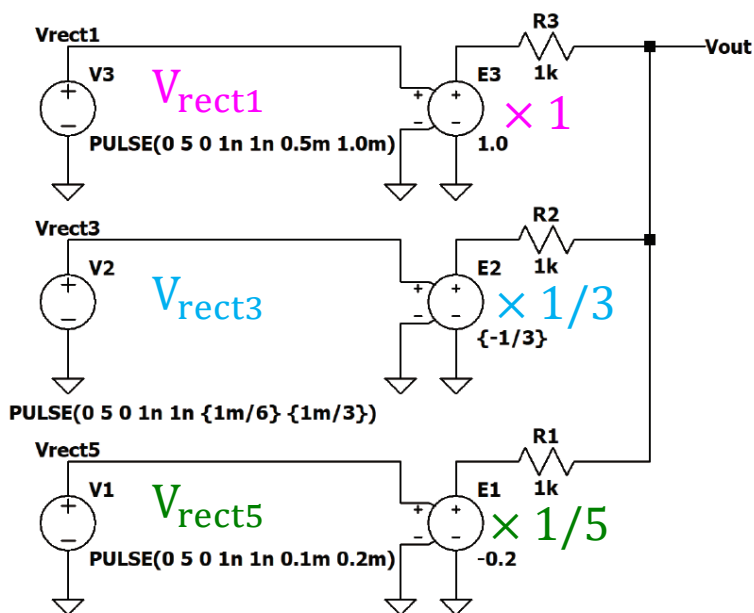 R3
Vrect1
Vout
V3
1k
Vrect1
E3
× 1
PULSE(0 5 0 1n 1n 0.5m 1.0m)
1.0
R2
Vrect3
V2
1k
Vrect3
E2
× 1/3
{-1/3}
PULSE(0 5 0 1n 1n {1m/6} {1m/3})
R1
Vrect5
V1
1k
Vrect5
E1
× 1/5
PULSE(0 5 0 1n 1n 0.1m 0.2m)
-0.2